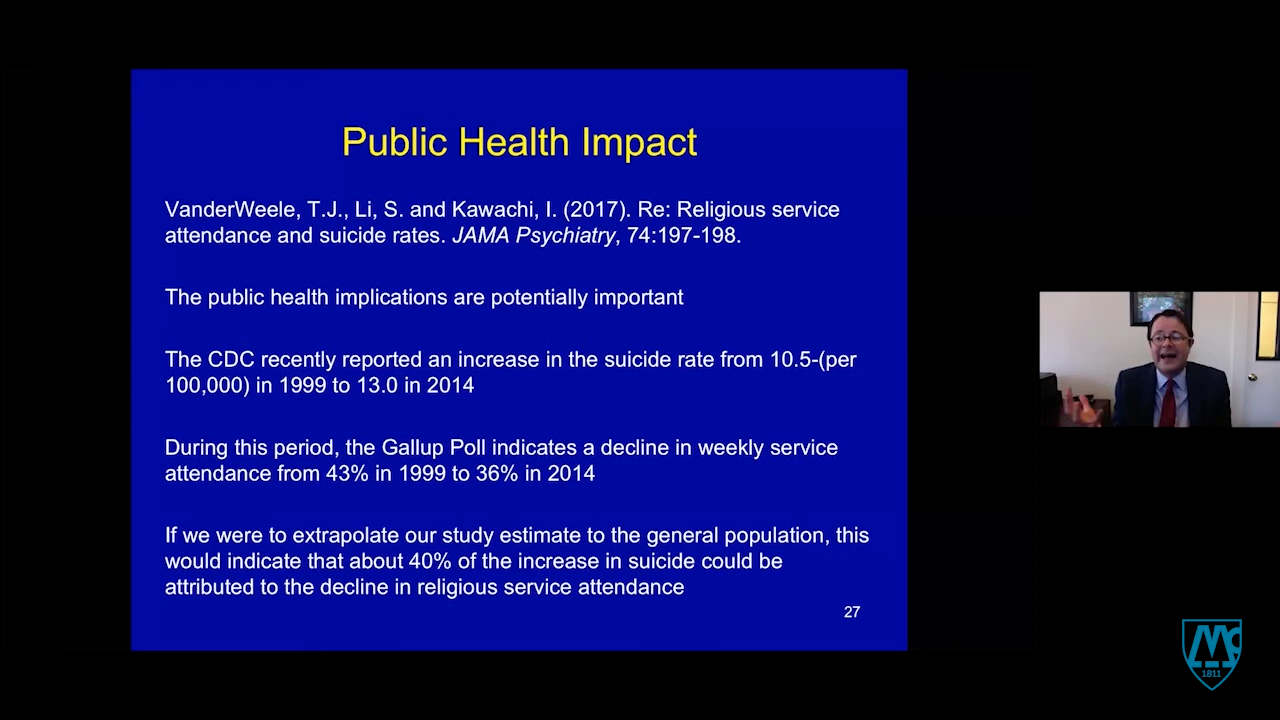 Public Health Impact
VanderWeele, T.J., Li, S. and Kawachi, I. (2017). Re: Religious service
attendance and suicide rates. JAMA Psychiatry, 74:197-198.
The public health implications are potentially important
The CDC recently reported an increase in the suicide rate from 10.5-(per
100,000) in 1999 to 13.0 in 2014
During this period, the Gallup Poll indicates a decline in weekly service
attendance from 43% in 1999 to 36% in 2014
If we were to extrapolate our study estimate to the general population, this
would indicate that about 40% of the increase in suicide could be
attributed to the decline in religious service attendance
27
1811